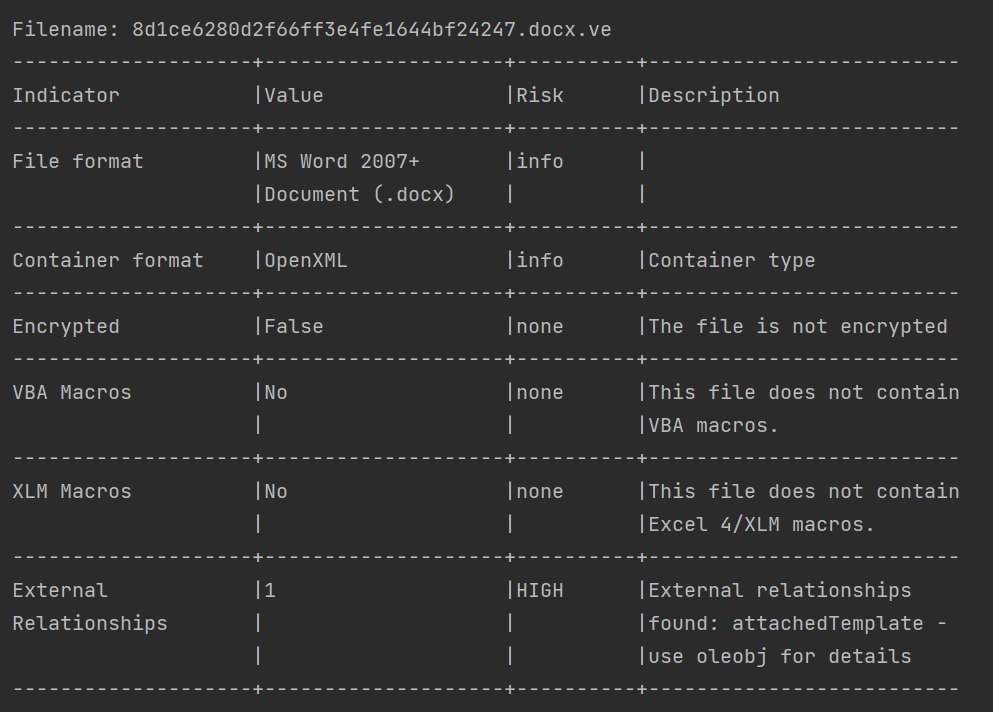 Filename: 8d1ce6280d2f66ff3e4fe1644bf24247.docx.ve
--------------------+--------------------+----------+--------------------------
Indicator           |Value               |Risk      |Description
--------------------+--------------------+----------+--------------------------
File format         |MS Word 2007+       |info      |
                    |Document (.docx)    |          |
--------------------+--------------------+----------+--------------------------
Container format    |OpenXML             |info      |Container type
--------------------+--------------------+----------+--------------------------
Encrypted           |False               |none      |The file is not encrypted
--------------------+--------------------+----------+--------------------------
VBA Macros          |No                  |none      |This file does not contain
                    |                    |          |VBA macros.
--------------------+--------------------+----------+--------------------------
XLM Macros          |No                  |none      |This file does not contain
                    |                    |          |Excel 4/XLM macros.
--------------------+--------------------+----------+--------------------------
External            |1                   |HIGH      |External relationships
Relationships       |                    |          |found: attachedTemplate -
                    |                    |          |use oleobj for details
--------------------+--------------------+----------+--------------------------